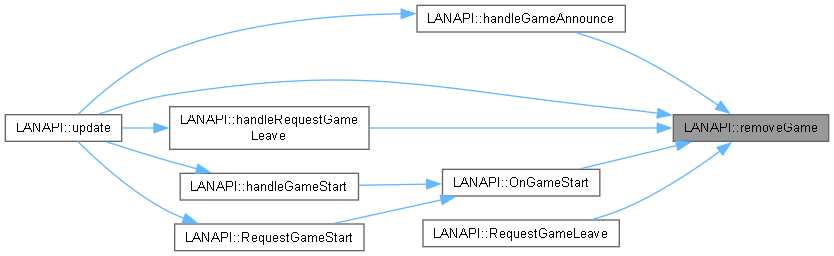 LANAPI::handleGameAnnounce
LANAPI::update
LANAPI::handleRequestGame
Leave
LANAPI::removeGame
LANAPI::handleGameStart
LANAPI::OnGameStart
LANAPI::RequestGameStart
LANAPI::RequestGameLeave